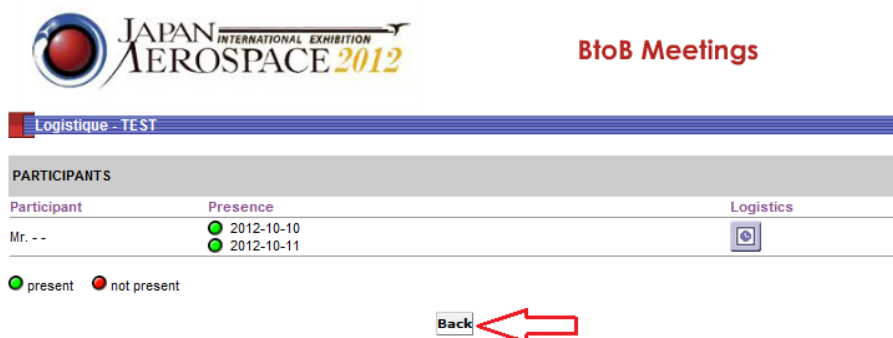 JAPAN INTERNATIONAL EXHIBITION
AEROSPACE 2012
BtoB Meetings
Logistique - TEST
PARTICIPANTS
Participant Presence Logistics
Mr. - - 2012-10-10
2012-10-11
present not present
Back